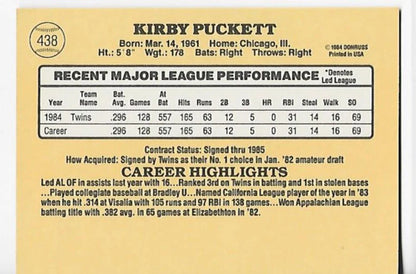 438
KIRBY PUCKETT
Born: Mar. 14, 1961 Home: Chicago, Ill.
Ht.: 5'8" Wgt.: 178 Bats: Right Throws: Right
© 1984 DONRUSS
Printed in USA
RECENT MAJOR LEAGUE PERFORMANCE *Denotes Led League
Year Team Name Bat. Avg. Games At Bat Hits Runs 2B 3B HR RBI Steal Walk SO
1984 Twins .296 128 557 165 63 12 5 0 31 14 16 69
Career .296 128 557 165 63 12 5 0 31 14 16 69
Contract Status: Signed thru 1985
How Acquired: Signed by Twins as their No. 1 choice in Jan. '82 amateur draft
CAREER HIGHLIGHTS
Led AL OF in assists last year with 16...Ranked 3rd on Twins in batting and 1st in stolen bases
...Played collegiate baseball at Bradley U...Named California League player of the year in '83
when he hit .314 at Visalia with 105 runs and 97 RBI in 138 games...Won Appalachian League
batting title with .382 avg. in 65 games at Elizabethton in '82.